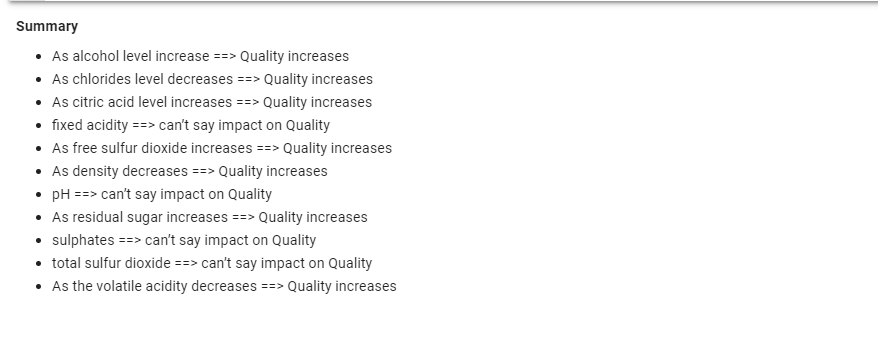 Summary
• As alcohol level increase ==> Quality increases
• As chlorides level decreases ==> Quality increases
• As citric acid level increases ==> Quality increases
• fixed acidity ==> can't say impact on Quality
• As free sulfur dioxide increases ==> Quality increases
• As density decreases ==> Quality increases
• pH ==> can't say impact on Quality
• As residual sugar increases ==> Quality increases
• sulphates ==> can't say impact on Quality
• total sulfur dioxide ==> can't say impact on Quality
• As the volatile acidity decreases ==> Quality increases